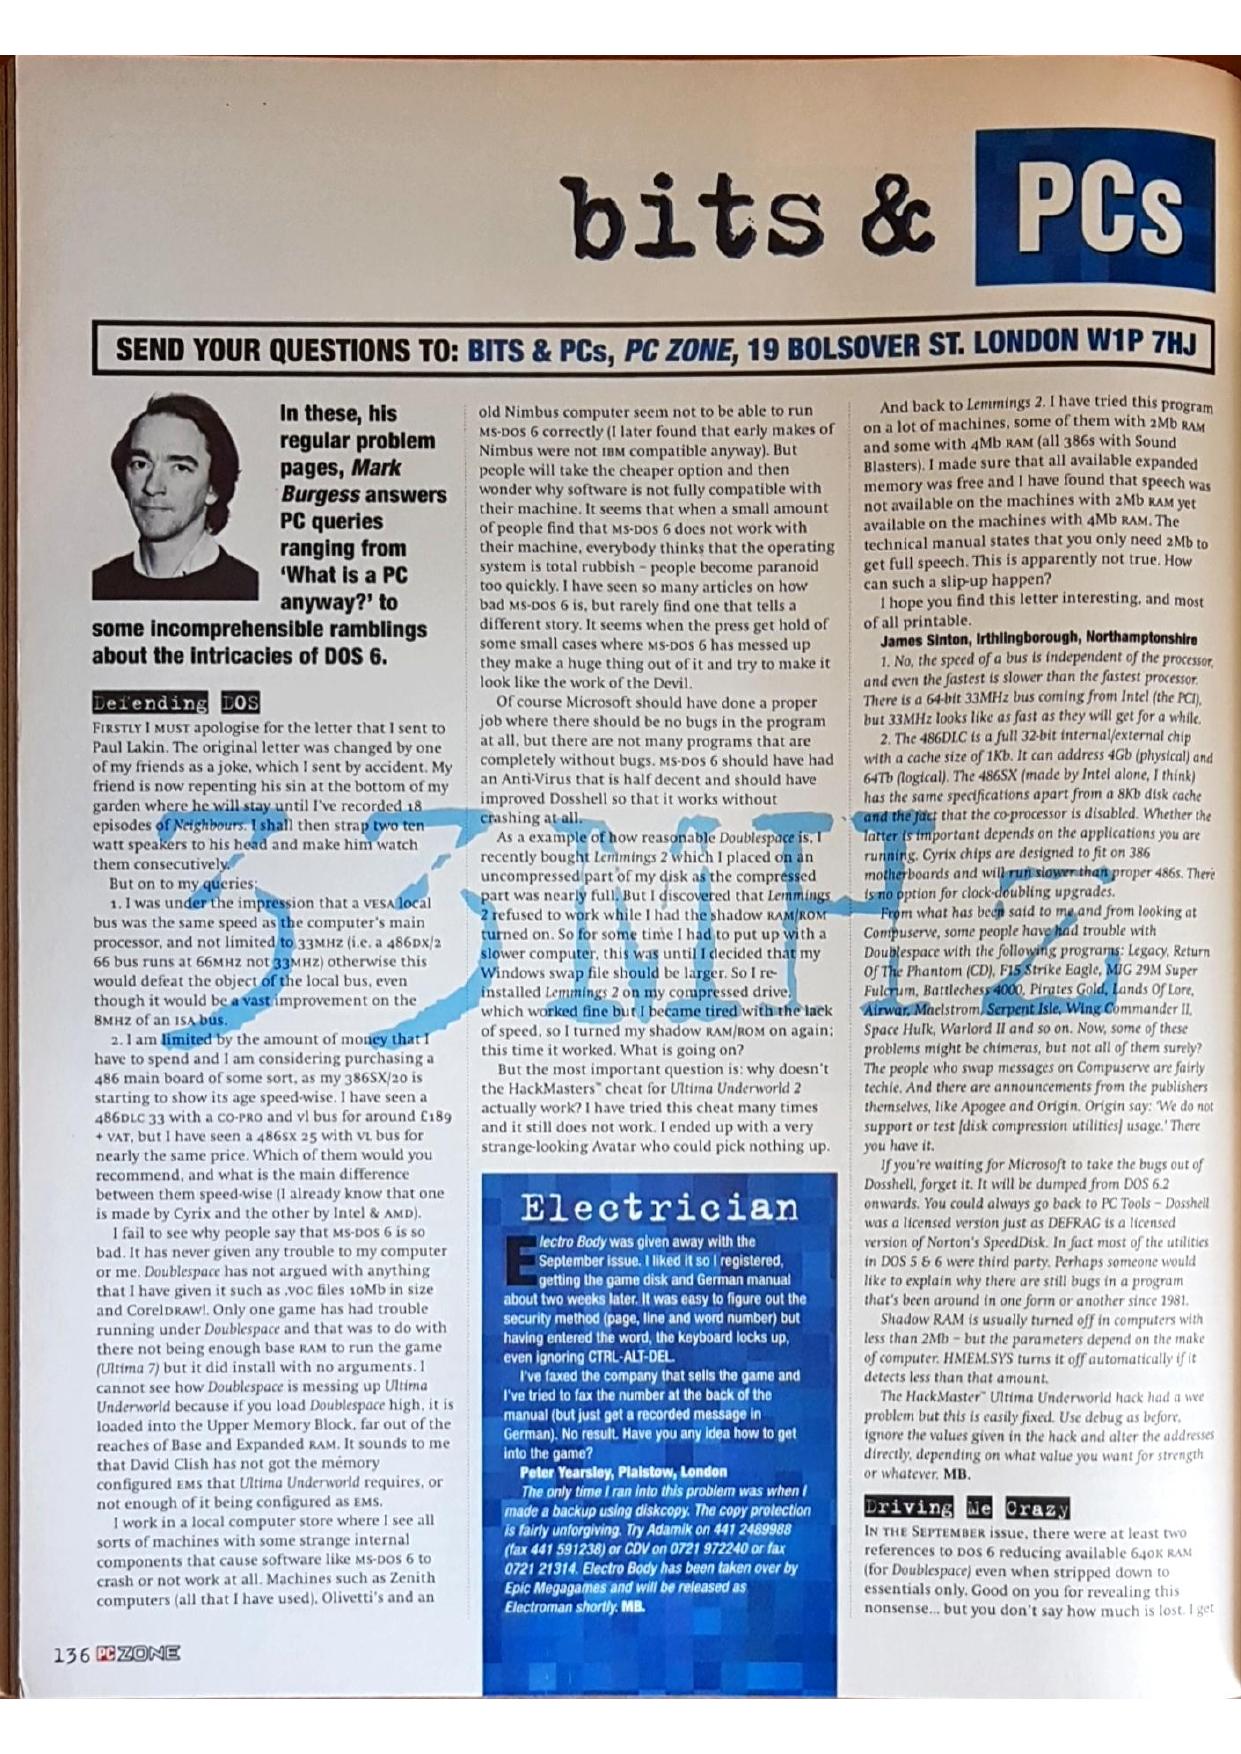 bits & PCs
SEND YOUR QUESTIONS TO: BITS & PCs, PC ZONE, 19 BOLSOVER ST. LONDON W1P 7HJ
In these, his
regular problem
pages, Mark
Burgess answers
PC queries
ranging from
'What is a PC
anyway?' to
some incomprehensible ramblings
about the intricacies of DOS 6.
Defending DOS
FIRSTLY I MUST apologise for the letter that I sent to
Paul Lakin. The original letter was changed by one
of my friends as a joke, which I sent by accident. My
friend is now repenting his sin at the bottom of my
garden where he will stay until I've recorded 18
episodes of Neighbours. I shall then strap two ten
watt speakers to his head and make him watch
them consecutively.
But on to my queries:
1. I was under the impression that a VESA local
bus was the same speed as the computer's main
processor, and not limited to 33MHZ (i.e. a 486DX/2
66 bus runs at 66MHZ not 33MHZ) otherwise this
would defeat the object of the local bus, even
though it would be a vast improvement on the
8MHZ of an ISA bus.
2. I am limited by the amount of money that I
have to spend and I am considering purchasing a
486 main board of some sort, as my 386SX/20 is
starting to show its age speed-wise. I have seen a
486DLC 33 with a CO-PRO and vl bus for around £189
+ VAT, but I have seen a 486SX 25 with VL bus for
nearly the same price. Which of them would you
recommend, and what is the main difference
between them speed-wise (I already know that one
is made by Cyrix and the other by Intel & AMD).
I fail to see why people say that MS-DOS 6 is so
bad. It has never given any trouble to my computer
or me. Doublespace has not argued with anything
that I have given it such as .VOC files 10Mb in size
and CorelDRAW!. Only one game has had trouble
running under Doublespace and that was to do with
there not being enough base RAM to run the game
(Ultima 7) but it did install with no arguments. I
cannot see how Doublespace is messing up Ultima
Underworld because if you load Doublespace high, it is
loaded into the Upper Memory Block, far out of the
reaches of Base and Expanded RAM. It sounds to me
that David Clish has not got the memory
configured EMS that Ultima Underworld requires, or
not enough of it being configured as EMS.
I work in a local computer store where I see all
sorts of machines with some strange internal
components that cause software like MS-DOS 6 to
crash or not work at all. Machines such as Zenith
computers (all that I have used), Olivetti's and an
old Nimbus computer seem not to be able to run
MS-DOS 6 correctly (I later found that early makes of
Nimbus were not IBM compatible anyway). But
people will take the cheaper option and then
wonder why software is not fully compatible with
their machine. It seems that when a small amount
of people find that MS-DOS 6 does not work with
their machine, everybody thinks that the operating
system is total rubbish – people become paranoid
too quickly. I have seen so many articles on how
bad MS-DOS 6 is, but rarely find one that tells a
different story. It seems when the press get hold of
some small cases where MS-DOS 6 has messed up
they make a huge thing out of it and try to make it
look like the work of the Devil.
Of course Microsoft should have done a proper
job where there should be no bugs in the program
at all, but there are not many programs that are
completely without bugs. MS-DOS 6 should have had
an Anti-Virus that is half decent and should have
improved Dosshell so that it works without
crashing at all.
As a example of how reasonable Doublespace is, I
recently bought Lemmings 2 which I placed on an
uncompressed part of my disk as the compressed
part was nearly full. But I discovered that Lemmings
2 refused to work while I had the shadow RAM/ROM
turned on. So for some time I had to put up with a
slower computer, this was until I decided that my
Windows swap file should be larger. So I re-
installed Lemmings 2 on my compressed drive,
which worked fine but I became tired with the lack
of speed, so I turned my shadow RAM/ROM on again;
this time it worked. What is going on?
But the most important question is: why doesn't
the HackMasters™ cheat for Ultima Underworld 2
actually work? I have tried this cheat many times
and it still does not work. I ended up with a very
strange-looking Avatar who could pick nothing up.
And back to Lemmings 2. I have tried this program
on a lot of machines, some of them with 2Mb RAM
and some with 4Mb RAM (all 386s with Sound
Blasters). I made sure that all available expanded
memory was free and I have found that speech was
not available on the machines with 2Mb RAM yet
available on the machines with 4Mb RAM. The
technical manual states that you only need 2Mb to
get full speech. This is apparently not true. How
can such a slip-up happen?
I hope you find this letter interesting, and most
of all printable.
James Sinton, Irthlingborough, Northamptonshire
1. No, the speed of a bus is independent of the processor,
and even the fastest is slower than the fastest processor.
There is a 64-bit 33MHz bus coming from Intel (the PCI),
but 33MHz looks like as fast as they will get for a while.
2. The 486DLC is a full 32-bit internal/external chip
with a cache size of 1Kb. It can address 4Gb (physical) and
64Tb (logical). The 486SX (made by Intel alone, I think)
has the same specifications apart from a 8Kb disk cache
and the fact that the co-processor is disabled. Whether the
latter is important depends on the applications you are
running. Cyrix chips are designed to fit on 386
motherboards and will run slower than proper 486s. There
is no option for clock-doubling upgrades.
From what has been said to me and from looking at
Compuserve, some people have had trouble with
Doublespace with the following programs: Legacy, Return
Of The Phantom (CD), F15 Strike Eagle, MIG 29M Super
Fulcrum, Battlechess 4000, Pirates Gold, Lands Of Lore,
Airwar, Maelstrom, Serpent Isle, Wing Commander II,
Space Hulk, Warlord II and so on. Now, some of these
problems might be chimeras, but not all of them surely?
The people who swap messages on Compuserve are fairly
techie. And there are announcements from the publishers
themselves, like Apogee and Origin. Origin say: 'We do not
support or test [disk compression utilities] usage.' There
you have it.
If you're waiting for Microsoft to take the bugs out of
Dosshell, forget it. It will be dumped from DOS 6.2
onwards. You could always go back to PC Tools – Dosshell
was a licensed version just as DEFRAG is a licensed
version of Norton's SpeedDisk. In fact most of the utilities
in DOS 5 & 6 were third party. Perhaps someone would
like to explain why there are still bugs in a program
that's been around in one form or another since 1981.
Shadow RAM is usually turned off in computers with
less than 2Mb – but the parameters depend on the make
of computer. HMEM.SYS turns it off automatically if it
detects less than that amount.
The HackMaster™ Ultima Underworld hack had a wee
problem but this is easily fixed. Use debug as before,
ignore the values given in the hack and alter the addresses
directly, depending on what value you want for strength
or whatever. MB.
Driving Me Crazy
IN THE SEPTEMBER issue, there were at least two
references to DOS 6 reducing available 640K RAM
(for Doublespace) even when stripped down to
essentials only. Good on you for revealing this
nonsense... but you don't say how much is lost. I get
Electrician
Electro Body was given away with the
September issue. I liked it so I registered,
getting the game disk and German manual
about two weeks later. It was easy to figure out the
security method (page, line and word number) but
having entered the word, the keyboard locks up,
even ignoring CTRL-ALT-DEL.
I've faxed the company that sells the game and
I've tried to fax the number at the back of the
manual (but just get a recorded message in
German). No result. Have you any idea how to get
into the game?
Peter Yearsley, Plaistow, London
The only time I ran into this problem was when I
made a backup using diskcopy. The copy protection
is fairly unforgiving. Try Adamik on 441 2489988
(fax 441 591238) or CDV on 0721 972240 or fax
0721 21314. Electro Body has been taken over by
Epic Megagames and will be released as
Electroman shortly. MB.
33MHz
136 PC ZONE